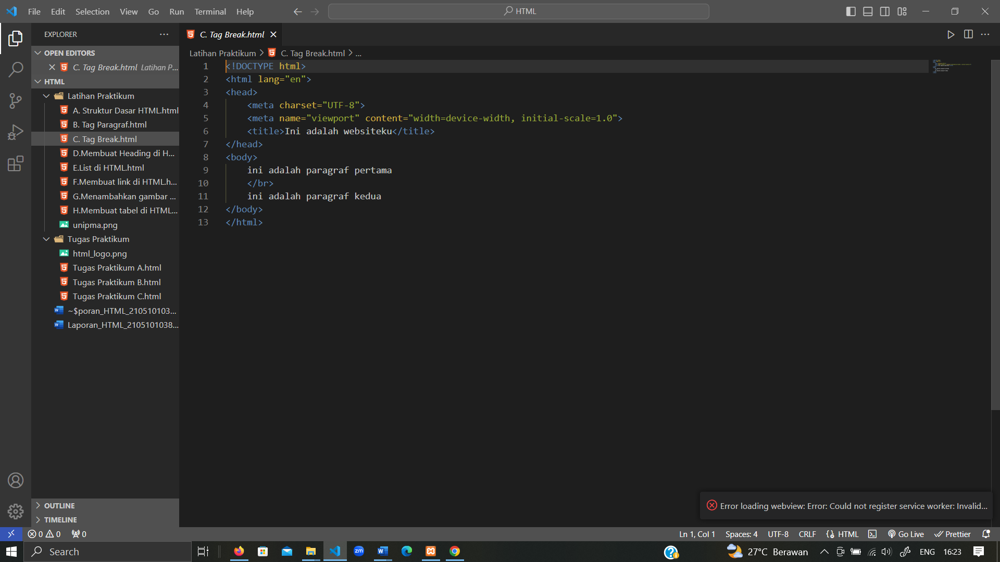 File Edit Selection View Go Run Terminal Help
HTML
EXPLORER
C. Tag Break.html
OPEN EDITORS
C. Tag Break.html Latihan P...
HTML
Latihan Praktikum
A. Struktur Dasar HTML.html
B. Tag Paragraf.html
C. Tag Break.html
D.Membuat Heading di H...
E.List di HTML.html
F.Membuat link di HTML.h...
G.Menambahkan gambar ...
H.Membuat tabel di HTML...
unipma.png
Tugas Praktikum
html_logo.png
Tugas Praktikum A.html
Tugas Praktikum B.html
Tugas Praktikum C.html
~$poran_HTML_210510103...
Laporan_HTML_2105101038...
OUTLINE
TIMELINE
Latihan Praktikum > C. Tag Break.html > ...
1 <!DOCTYPE html>
2 <html lang="en">
3 <head>
4 <meta charset="UTF-8">
5 <meta name="viewport" content="width=device-width, initial-scale=1.0">
6 <title>Ini adalah websiteku</title>
7 </head>
8 <body>
9 ini adalah paragraf pertama
10 </br>
11 ini adalah paragraf kedua
12 </body>
13 </html>
Error loading webview: Error: Could not register service worker: Invalid...
0 0 0
Ln 1, Col 1 Spaces: 4 UTF-8 CRLF HTML Go Live Prettier
Search
zm
27°C Berawan
ENG 16:23